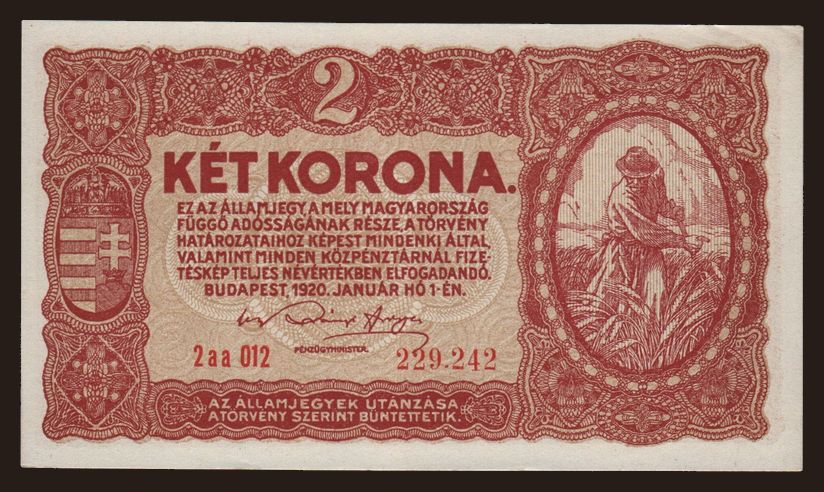 2
KÉT KORONA.
EZ AZ ÁLLAMJEGY, A MELY MAGYARORSZÁG
FÜGGŐ ADÓSSÁGÁNAK RÉSZE, A TÖRVÉNY
HATÁROZATAIHOZ KÉPEST MINDENKI ÁLTAL,
VALAMINT MINDEN KÖZPÉNZTÁRNÁL FIZE-
TÉSKÉP TELJES NÉVÉRTÉKBEN ELFOGADANDÓ.
BUDAPEST, 1920. JANUÁR HÓ 1-ÉN.
PÉNZÜGYMINISTER.
2aa 012 229.242
AZ ÁLLAMJEGYEK UTÁNZÁSA
A TÖRVÉNY SZERINT BÜNTETTETIK.